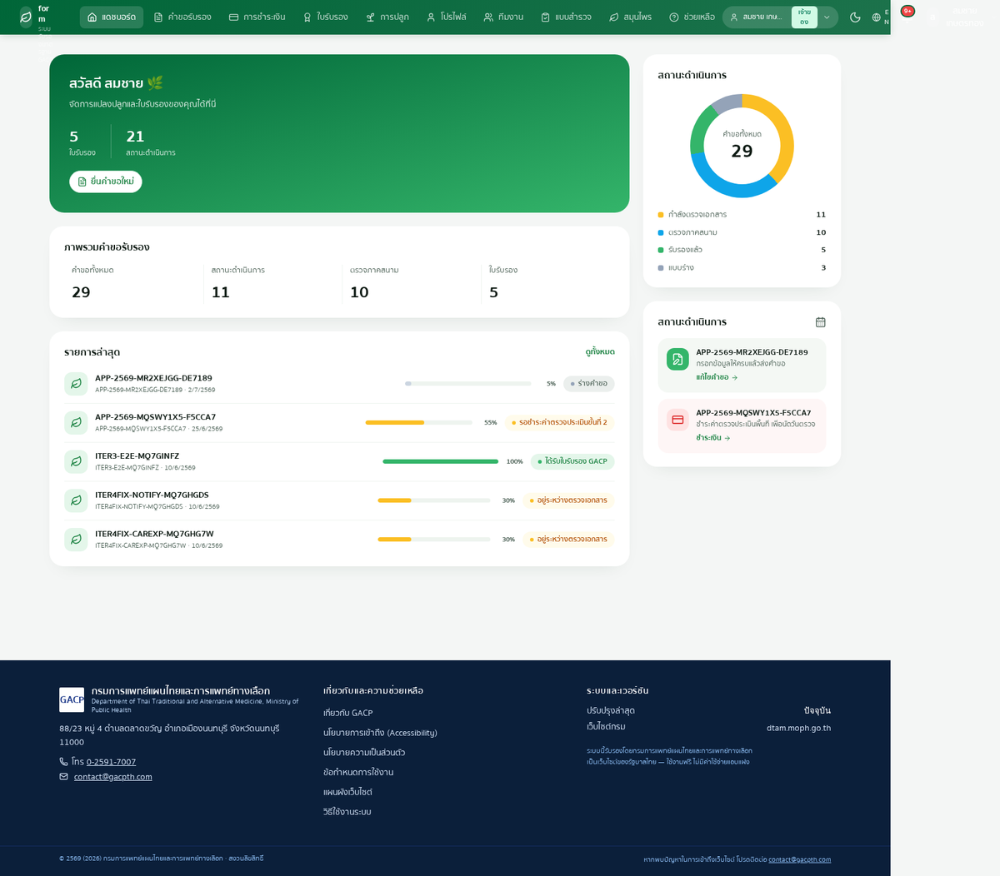 for
m
ระบบ
แดชบอร์ด
คำขอรับรอง
การชำระเงิน
ใบรับรอง
การปลูก
โปรไฟล์
ทีมงาน
แบบสำรวจ
สมุนไพร
ช่วยเหลือ
สมชาย เกษ...
เจ้าข
อง
E
N
9+
สวัสดี สมชาย 🌿
จัดการแปลงปลูกและใบรับรองของคุณได้ที่นี่
5
ใบรับรอง
21
สถานะดำเนินการ
ยื่นคำขอใหม่
ภาพรวมคำขอรับรอง
คำขอทั้งหมด
29
สถานะดำเนินการ
11
ตรวจภาคสนาม
10
ใบรับรอง
5
รายการล่าสุด
ดูทั้งหมด
APP-2569-MR2XEJGG-DE7189
APP-2569-MR2XEJGG-DE7189 · 2/7/2569
5%
ร่างคำขอ
APP-2569-MQSWY1X5-F5CCA7
APP-2569-MQSWY1X5-F5CCA7 · 25/6/2569
55%
รอชำระค่าตรวจประเมินขั้นที่ 2
ITER3-E2E-MQ7GINFZ
ITER3-E2E-MQ7GINFZ · 10/6/2569
100%
ได้รับใบรับรอง GACP
ITER4FIX-NOTIFY-MQ7GHGDS
ITER4FIX-NOTIFY-MQ7GHGDS · 10/6/2569
30%
อยู่ระหว่างตรวจเอกสาร
ITER4FIX-CAREXP-MQ7GHG7W
ITER4FIX-CAREXP-MQ7GHG7W · 10/6/2569
30%
อยู่ระหว่างตรวจเอกสาร
สถานะดำเนินการ
คำขอทั้งหมด
29
กำลังตรวจเอกสาร 11
ตรวจภาคสนาม 10
รับรองแล้ว 5
แบบร่าง 3
สถานะดำเนินการ
APP-2569-MR2XEJGG-DE7189
กรอกข้อมูลให้ครบแล้วส่งคำขอ
แก้ไขคำขอ →
APP-2569-MQSWY1X5-F5CCA7
ชำระค่าตรวจประเมินพื้นที่ เพื่อนัดวันตรวจ
ชำระเงิน →
GACP
กรมการแพทย์แผนไทยและการแพทย์ทางเลือก
Department of Thai Traditional and Alternative Medicine, Ministry of
Public Health
88/23 หมู่ 4 ตำบลตลาดขวัญ อำเภอเมืองนนทบุรี จังหวัดนนทบุรี
11000
โทร 0-2591-7007
contact@gacpth.com
เกี่ยวกับและความช่วยเหลือ
เกี่ยวกับ GACP
นโยบายการเข้าถึง (Accessibility)
นโยบายความเป็นส่วนตัว
ข้อกำหนดการใช้งาน
แผนผังเว็บไซต์
วิธีใช้งานระบบ
ระบบและเวอร์ชัน
ปรับปรุงล่าสุด ปัจจุบัน
เว็บไซต์กรม dtam.moph.go.th
ระบบนี้รับรองโดยกรมการแพทย์แผนไทยและการแพทย์ทางเลือก
เป็นเว็บไซต์ของรัฐบาลไทย — ใช้งานฟรี ไม่มีค่าใช้จ่ายแอบแฝง
© 2569 (2026) กรมการแพทย์แผนไทยและการแพทย์ทางเลือก · สงวนลิขสิทธิ์
หากพบปัญหาในการเข้าถึงเว็บไซต์ โปรดติดต่อ contact@gacpth.com